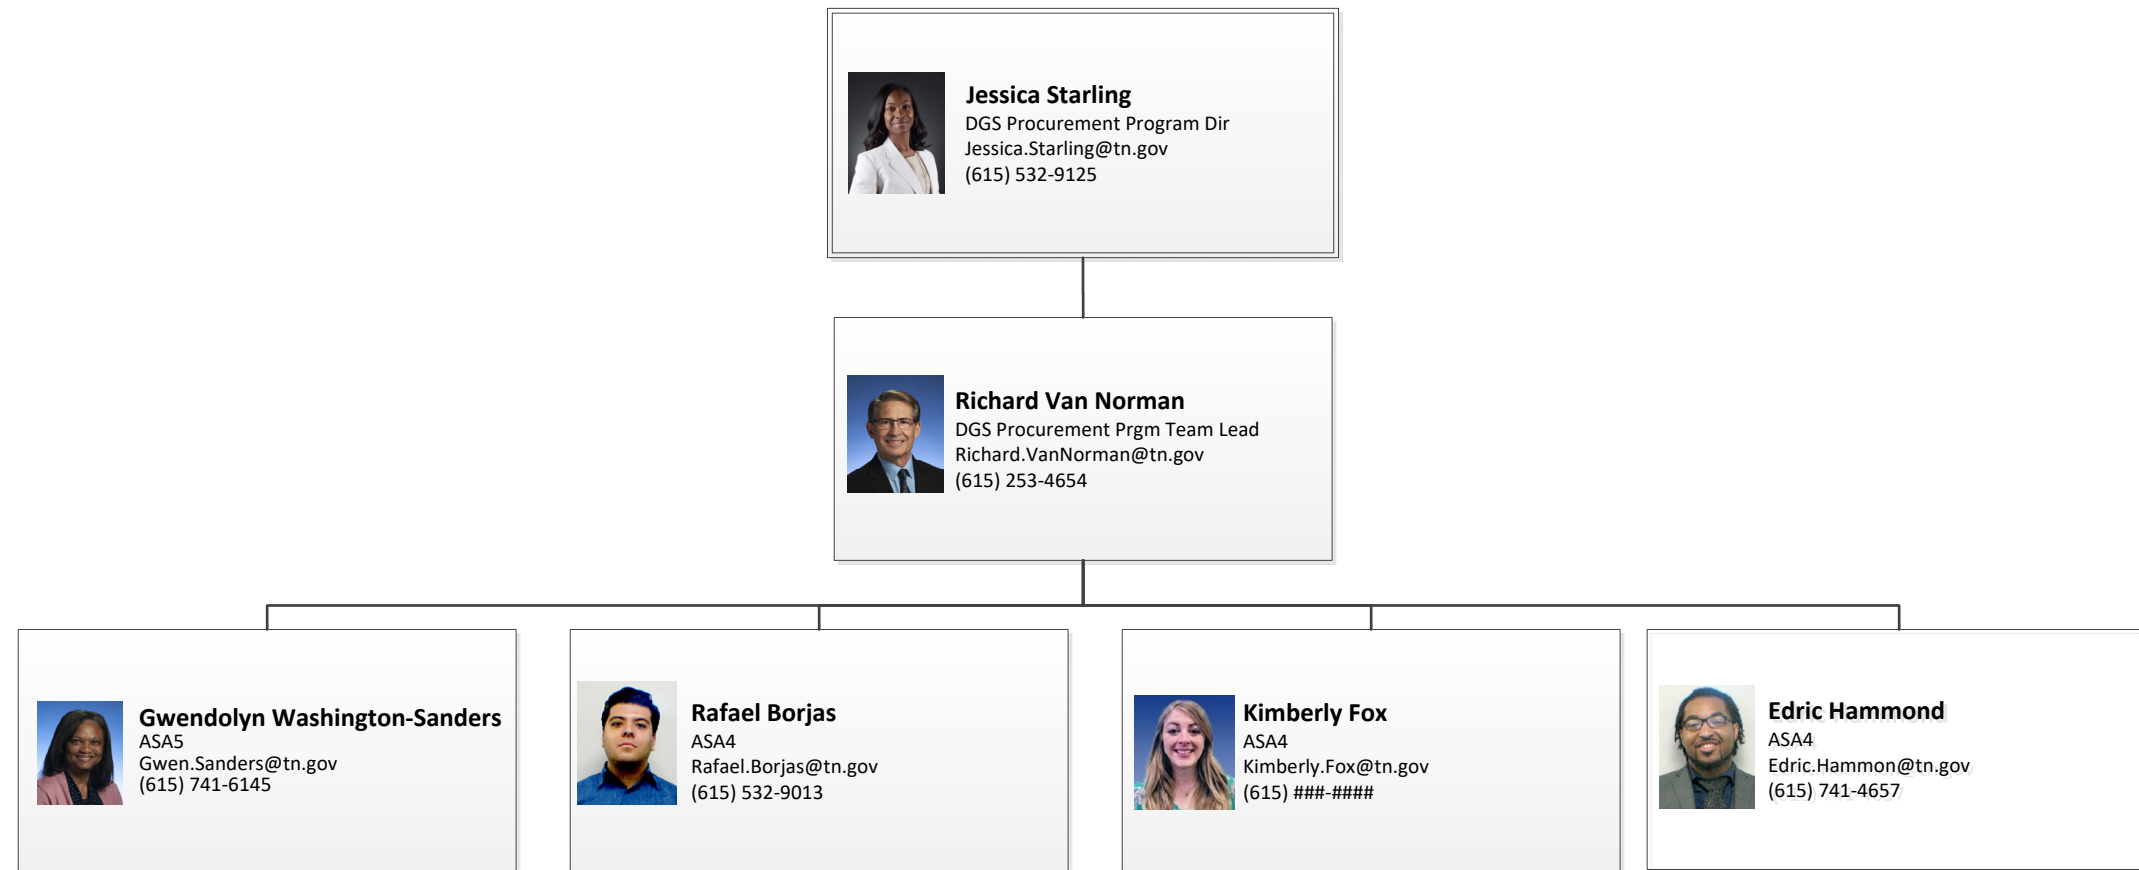 Jessica Starling
DGS Procurement Program Dir
Jessica.Starling@tn.gov
(615) 532-9125
Richard Van Norman
DGS Procurement Prgm Team Lead
Richard.VanNorman@tn.gov
(615) 253-4654
Gwendolyn Washington-Sanders
ASA5
Gwen.Sanders@tn.gov
(615) 741-6145
Rafael Borjas
ASA4
Rafael.Borjas@tn.gov
(615) 532-9013
Kimberly Fox
ASA4
Kimberly.Fox@tn.gov
(615) ###-####
Edric Hammond
ASA4
Edric.Hammon@tn.gov
(615) 741-4657